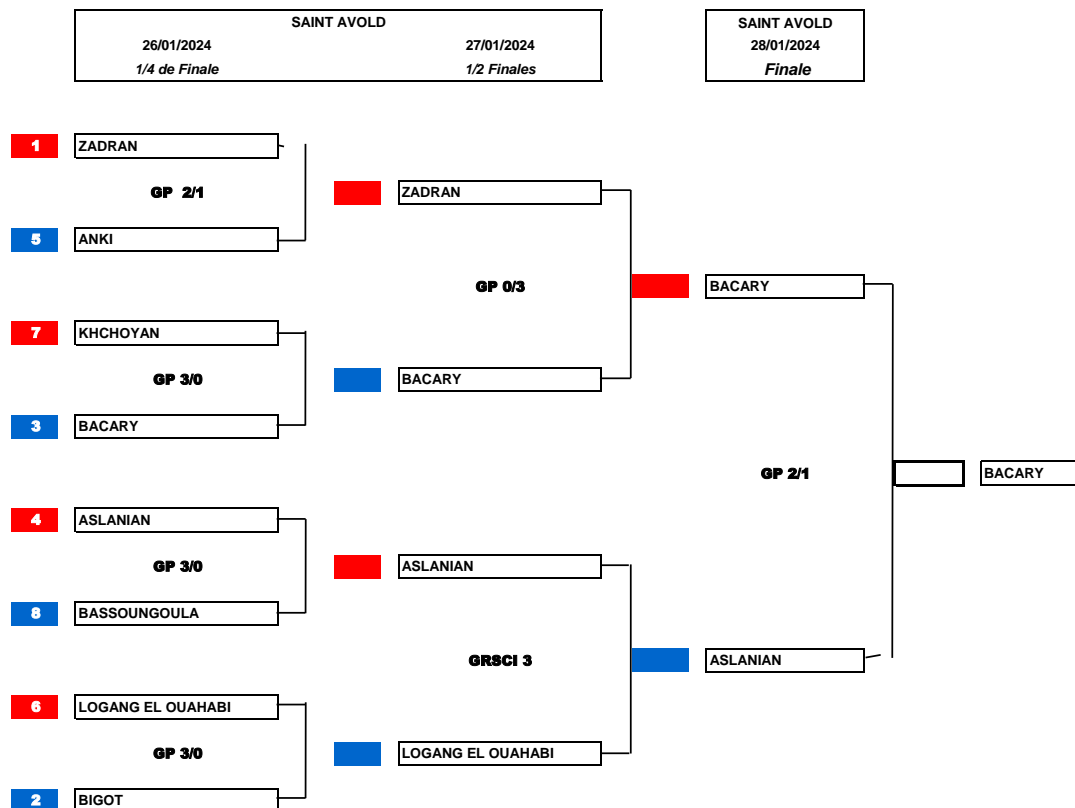 SAINT AVOLD
26/01/2024 27/01/2024
1/4 de Finale 1/2 Finales
SAINT AVOLD
28/01/2024
Finale
1 ZADRAN
GP 2/1
ZADRAN
5 ANKI
GP 0/3
BACARY
7 KHCHOYAN
GP 3/0
BACARY
3 BACARY
GP 2/1
BACARY
4 ASLANIAN
GP 3/0
ASLANIAN
8 BASSOUNGOULA
GRSCI 3
ASLANIAN
6 LOGANG EL OUAHABI
GP 3/0
LOGANG EL OUAHABI
2 BIGOT